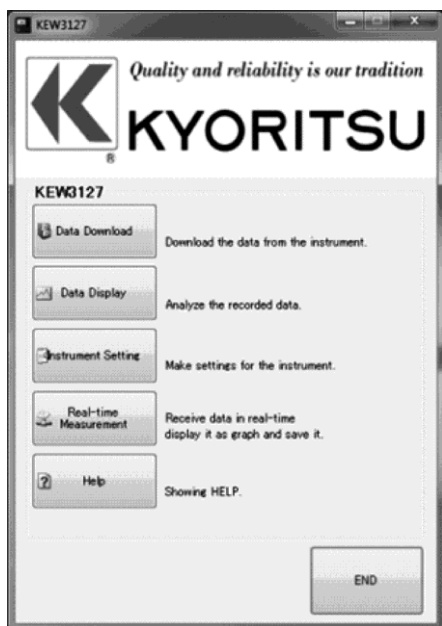 KEW3127
Quality and reliability is our tradition
KYORITSU
®
KEW3127
Data Download
Download the data from the instrument.
Data Display
Analyze the recorded data.
Instrument Setting
Make settings for the instrument.
Real-time
Measurement
Receive data in real-time
display it as graph and save it.
Help
Showing HELP.
END